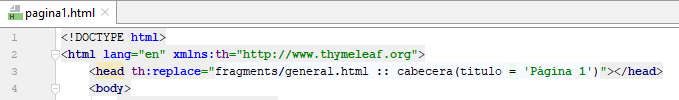 pagina1.html
1 <!DOCTYPE html>
2 <html lang="en" xmlns:th="http://www.thymeleaf.org">
3 <head th:replace="fragments/general.html :: cabecera(titulo = 'Página 1')"></head>
4 <body>